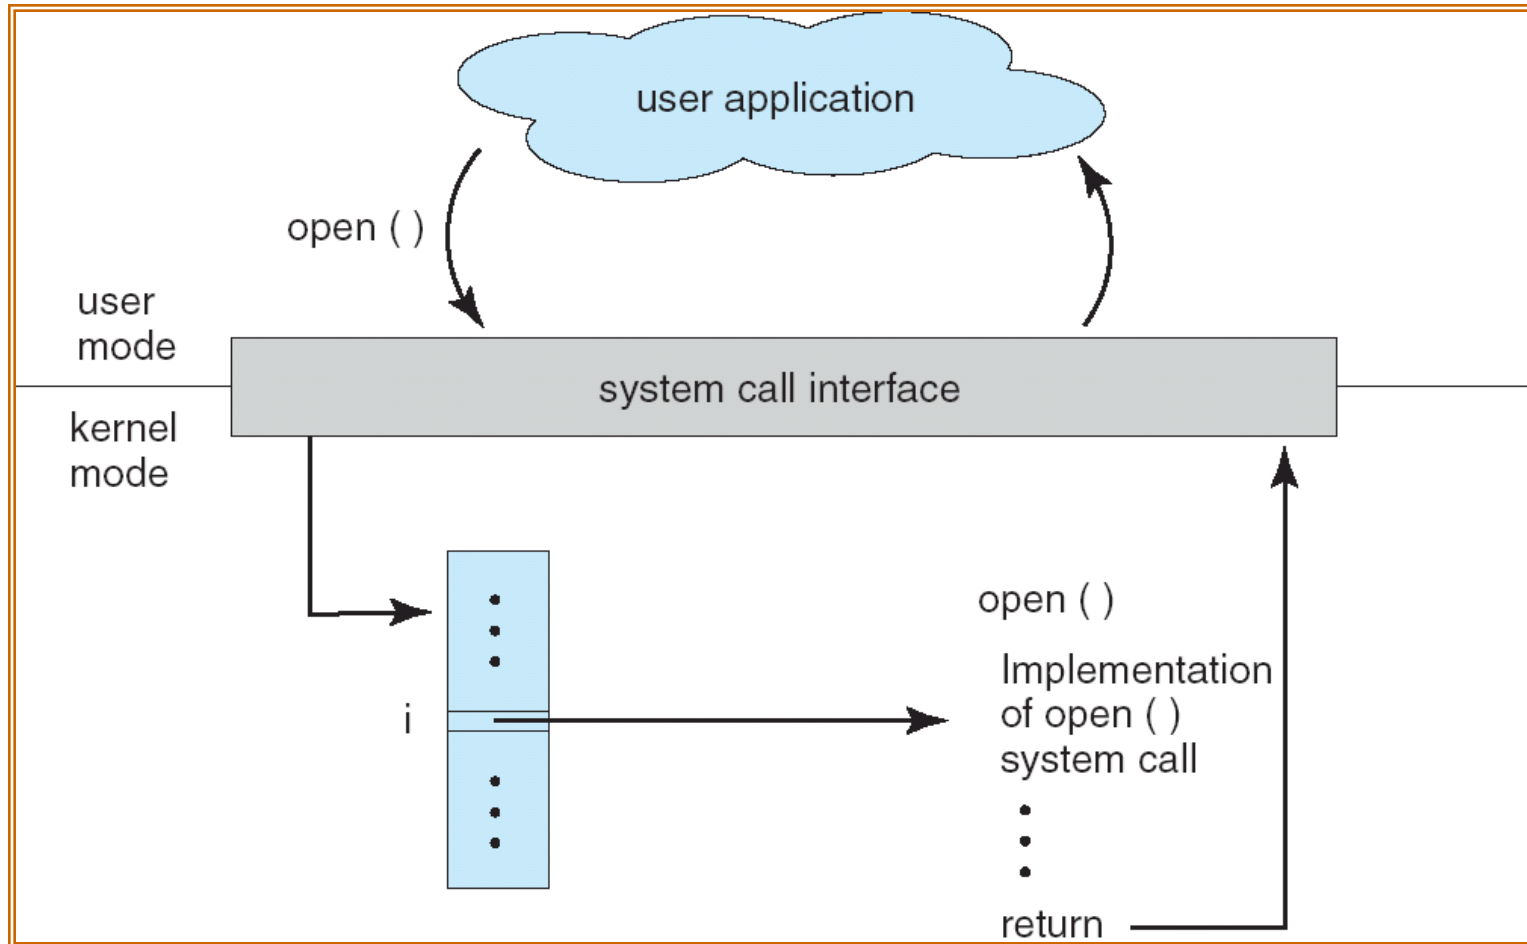 user application
open ( )
user
mode
system call interface
kernel
mode
open ( )
Implementation
of open ( )
system call
i
return